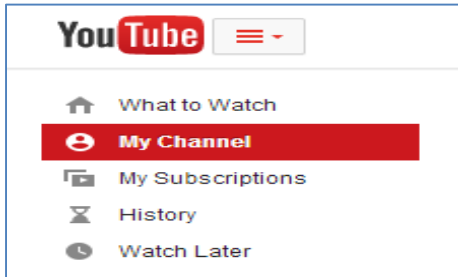 YouTube
What to Watch
My Channel
My Subscriptions
History
Watch Later